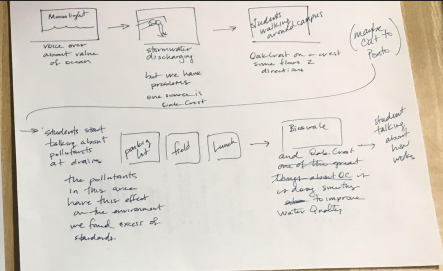 Moonlight
voice over
about value
of ocean
stormwater
discharging
but we have
problems
one source is
Oak Crest
students
walking
around campus
Oak Crest on a crest
some flows 2
directions
maybe
cut to
Ponto
students start
talking about
pollutants
at drains
the pollutants
in this area
have this effect
on the environment
we found excess of
standards.
parking
lot
field
lunch
Bioswale
and Oak Crest
one of the great
things about OC is
is doing
to improve
Water Quality
student
talking
about
how
works